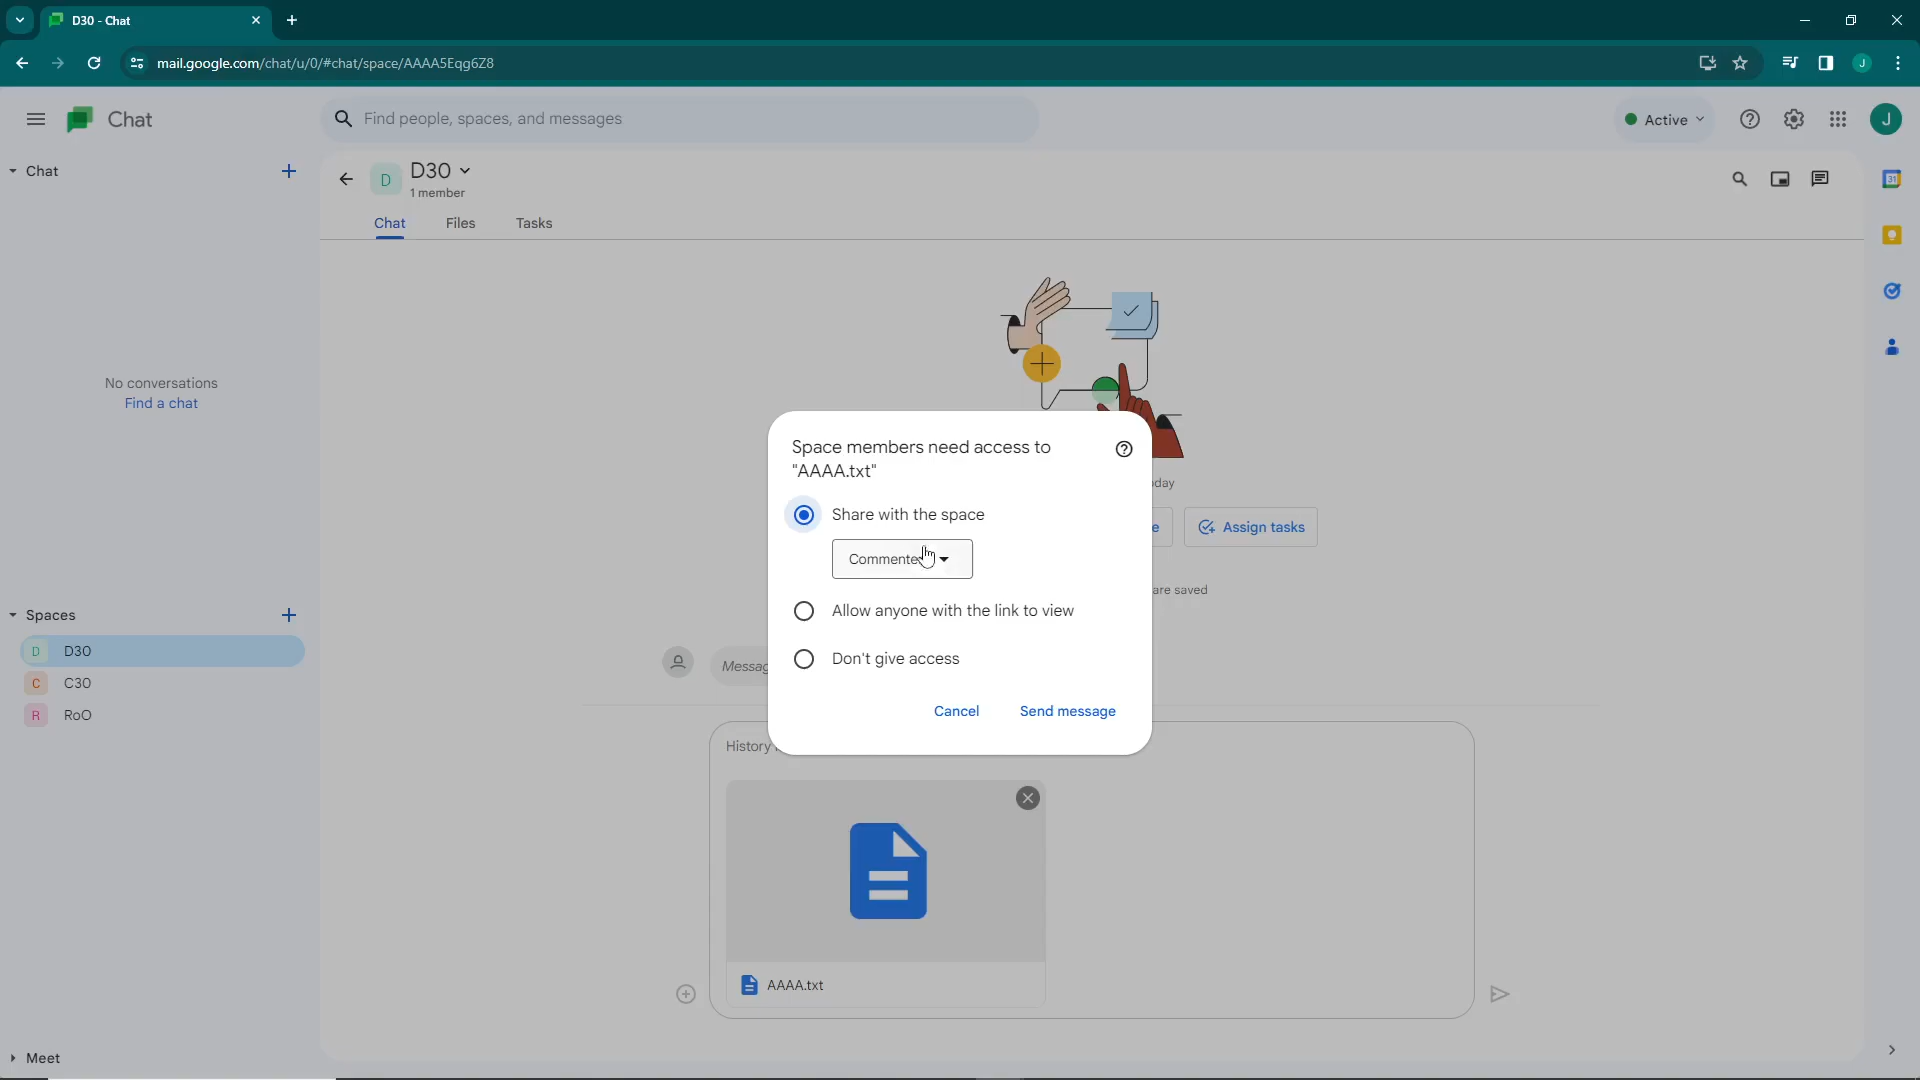 D30 - Chat
mail.google.com/chat/u/0/#chat/space/AAAA5Eqg6Z8
J
Chat
Find people, spaces, and messages
Active
J
Chat
D
D30
1 member
31
Chat
Files
Tasks
No conversations
Find a chat
Space members need access to
"AAAA.txt"
Share with the space
Assign tasks
are saved
Allow anyone with the link to view
Spaces
D
D30
Don't give access
C
C30
R
RoO
Cancel
Send message
History
AAAA.txt
Meet